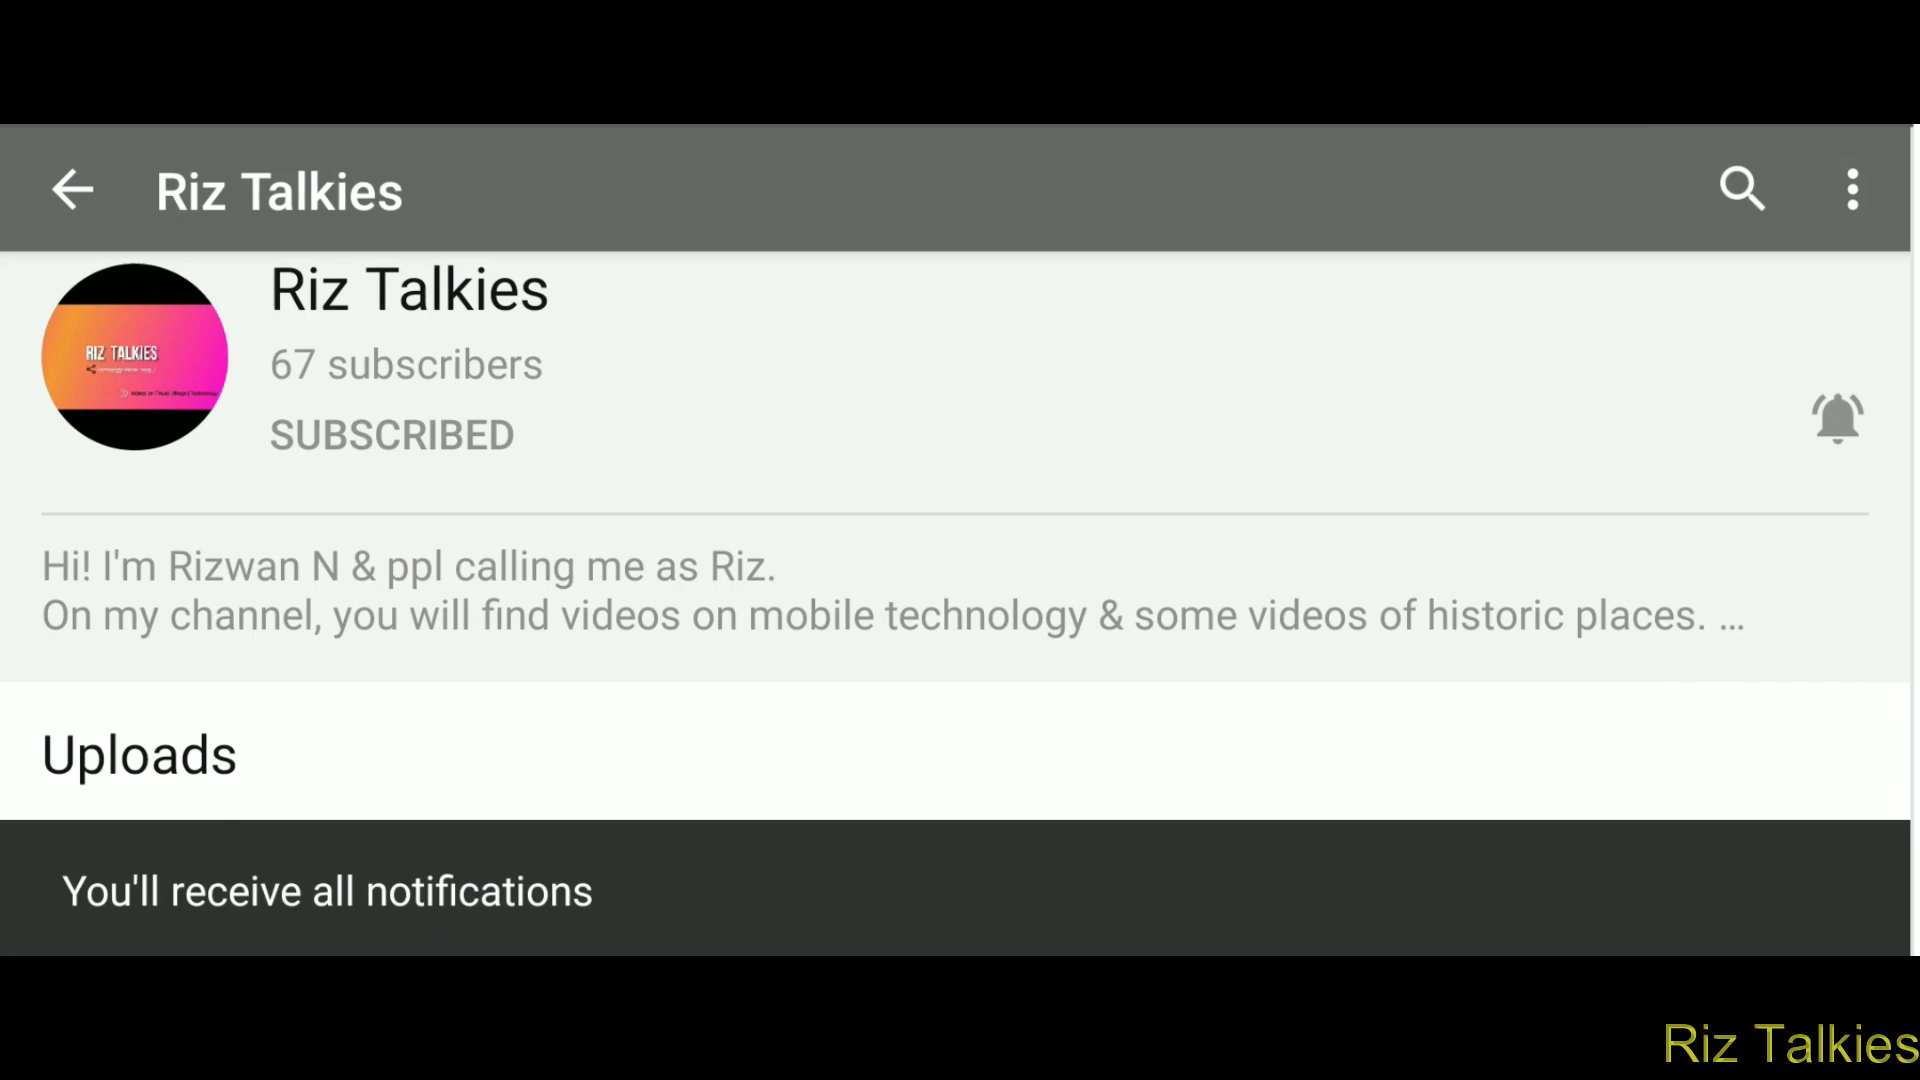 Riz Talkies
Riz Talkies
67 subscribers
SUBSCRIBED
RIZ TALKIES
Hi! I'm Rizwan N & ppl calling me as Riz.
On my channel, you will find videos on mobile technology & some videos of historic places. ...
Uploads
You'll receive all notifications
Riz Talkies